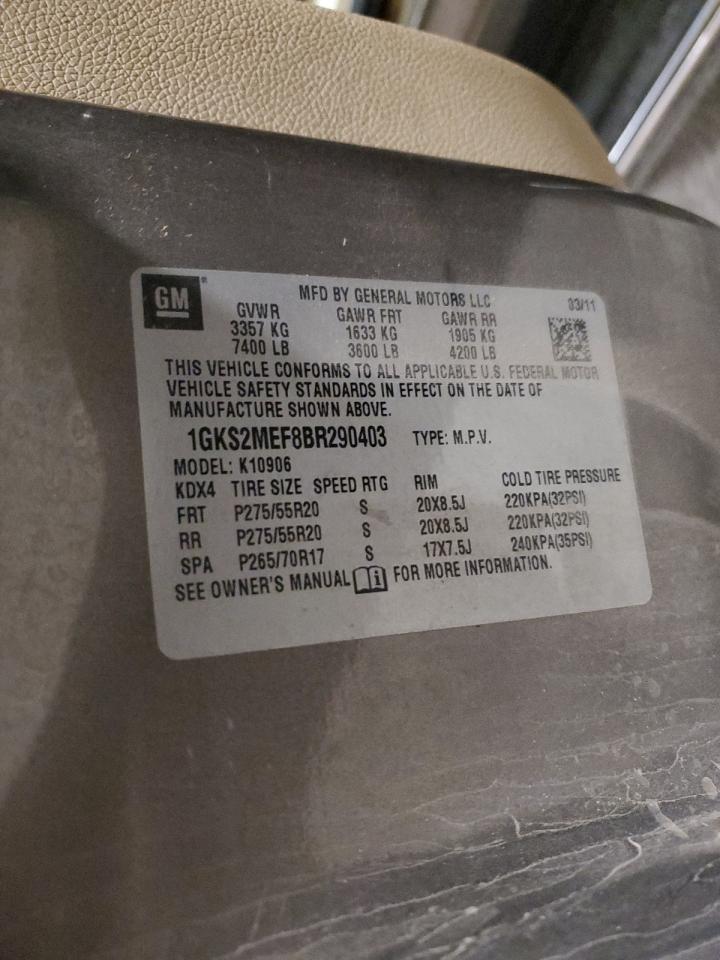 GM ®
MFD BY GENERAL MOTORS LLC 03/11
GVWR GAWR FRT GAWR RR
3357 KG 1633 KG 1905 KG
7400 LB 3600 LB 4200 LB
THIS VEHICLE CONFORMS TO ALL APPLICABLE U.S. FEDERAL MOTOR
VEHICLE SAFETY STANDARDS IN EFFECT ON THE DATE OF
MANUFACTURE SHOWN ABOVE.
1GKS2MEF8BR290403 TYPE: M.P.V.
MODEL: K10906
KDX4 TIRE SIZE SPEED RTG RIM COLD TIRE PRESSURE
FRT P275/55R20 S 20X8.5J 220KPA(32PSI)
RR P275/55R20 S 20X8.5J 220KPA(32PSI)
SPA P265/70R17 S 17X7.5J 240KPA(35PSI)
SEE OWNER'S MANUAL FOR MORE INFORMATION.